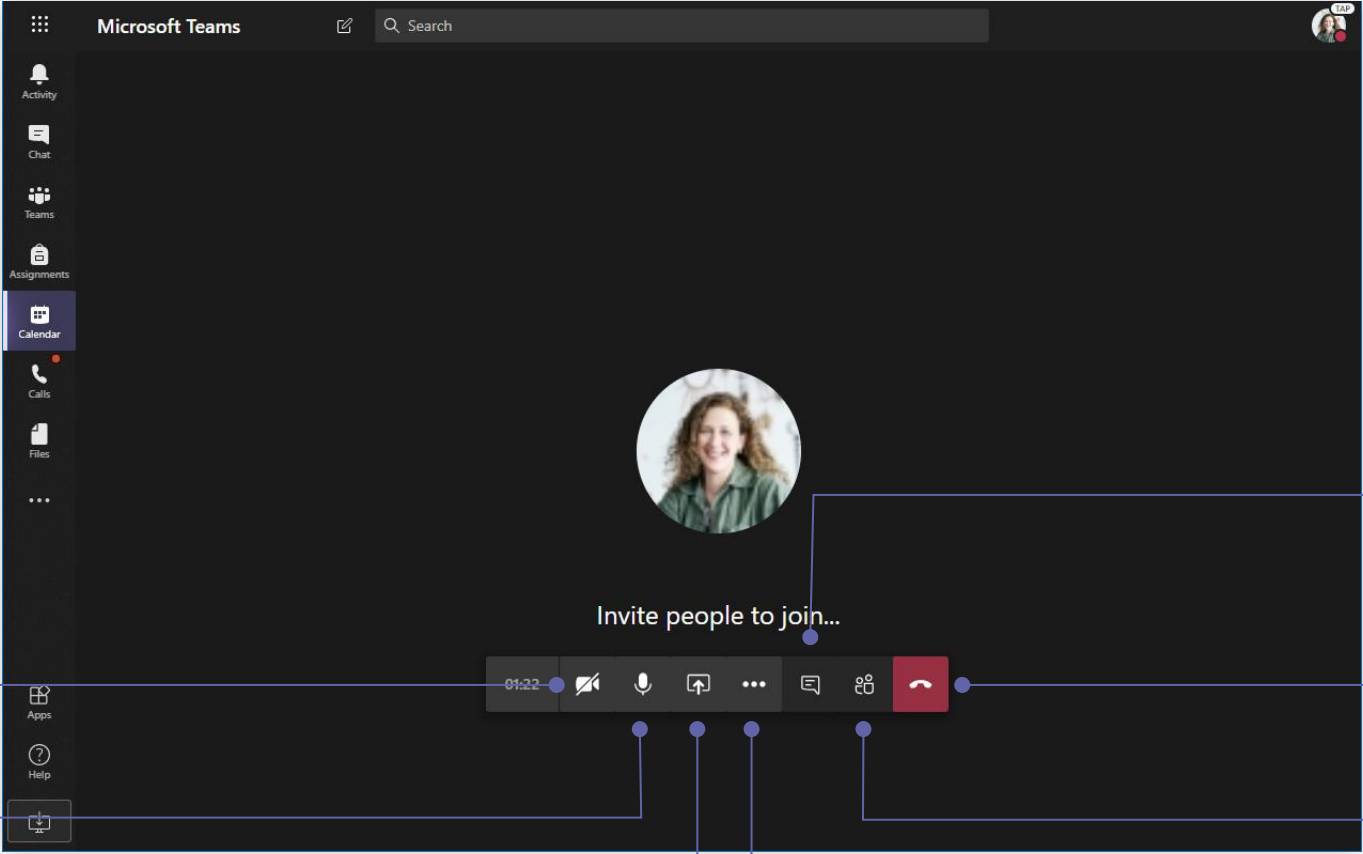 Microsoft Teams
Search
TAP
Activity
Chat
Teams
Assignments
Calendar
Calls
Files
Invite people to join...
01:22
Apps
Help